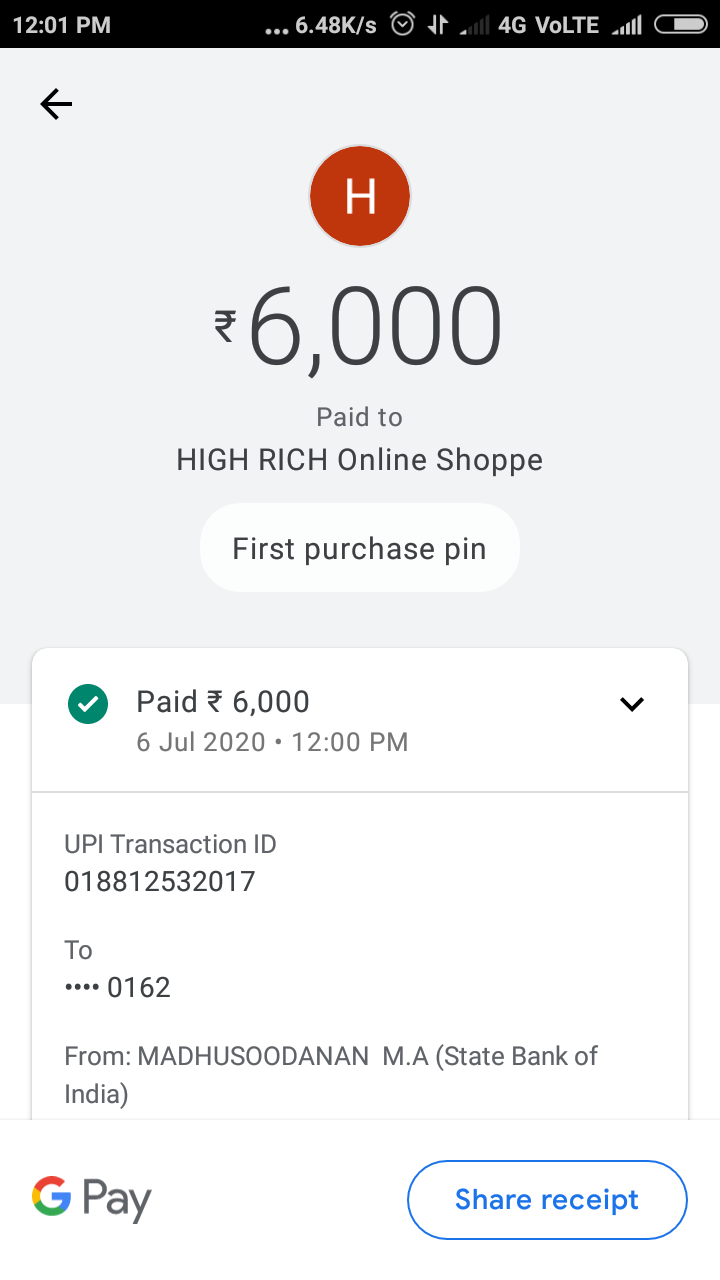 12:01 PM ... 6.48K/s 4G VoLTE
H
₹6,000
Paid to
HIGH RICH Online Shoppe
First purchase pin
Paid ₹ 6,000
6 Jul 2020 • 12:00 PM
UPI Transaction ID
018812532017
To
•••• 0162
From: MADHUSOODANAN  M.A (State Bank of
India)
G Pay
Share receipt